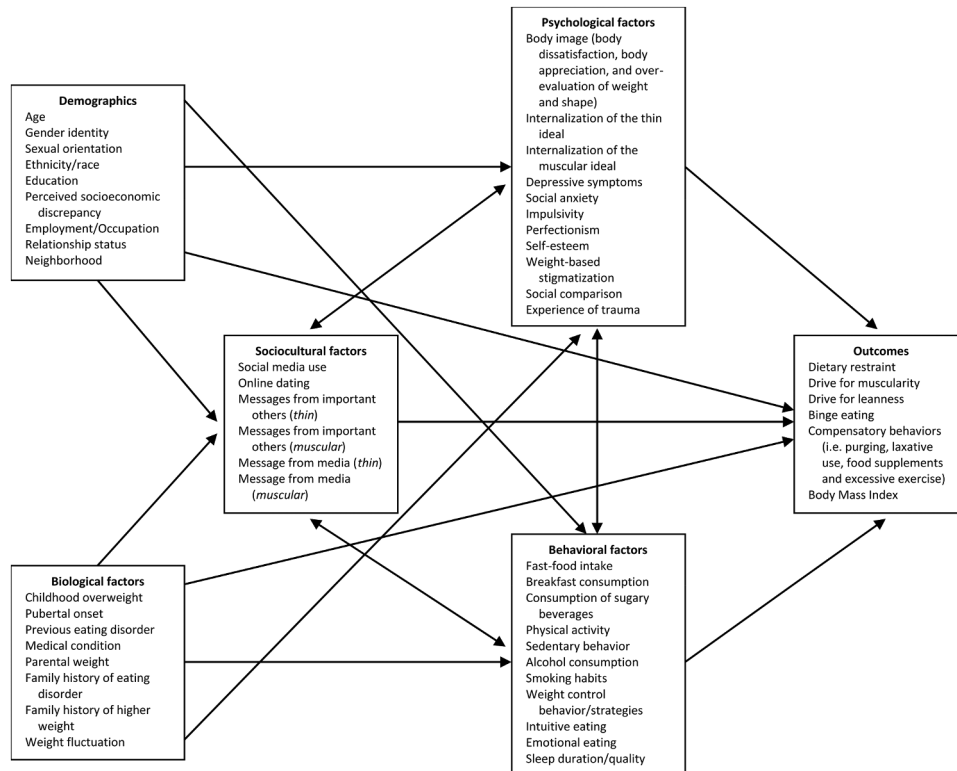 Demographics
Age
Gender identity
Sexual orientation
Ethnicity/race
Education
Perceived socioeconomic
discrepancy
Employment/Occupation
Relationship status
Neighborhood
Biological factors
Childhood overweight
Pubertal onset
Previous eating disorder
Medical condition
Parental weight
Family history of eating
disorder
Family history of higher
weight
Weight fluctuation
Sociocultural factors
Social media use
Online dating
Messages from important
others (thin)
Messages from important
others (muscular)
Message from media (thin)
Message from media
(muscular)
Psychological factors
Body image (body
dissatisfaction, body
appreciation, and over-
evaluation of weight
and shape)
Internalization of the thin
ideal
Internalization of the
muscular ideal
Depressive symptoms
Social anxiety
Impulsivity
Perfectionism
Self-esteem
Weight-based
stigmatization
Social comparison
Experience of trauma
Behavioral factors
Fast-food intake
Breakfast consumption
Consumption of sugary
beverages
Physical activity
Sedentary behavior
Alcohol consumption
Smoking habits
Weight control
behavior/strategies
Intuitive eating
Emotional eating
Sleep duration/quality
Outcomes
Dietary restraint
Drive for muscularity
Drive for leanness
Binge eating
Compensatory behaviors
(i.e. purging, laxative
use, food supplements
and excessive exercise)
Body Mass Index